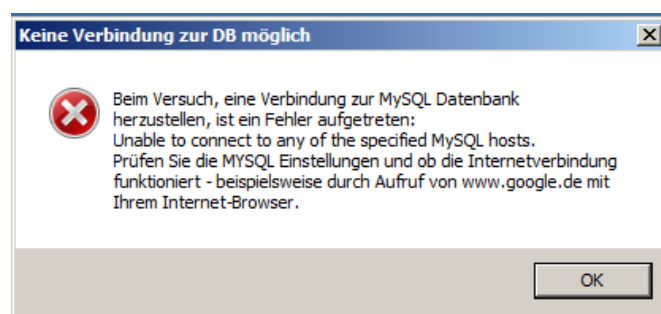 Keine Verbindung zur DB möglich
Beim Versuch, eine Verbindung zur MySQL Datenbank
herzustellen, ist ein Fehler aufgetreten:
Unable to connect to any of the specified MySQL hosts.
Prüfen Sie die MYSQL Einstellungen und ob die Internetverbindung
funktioniert - beispielsweise durch Aufruf von www.google.de mit
Ihrem Internet-Browser.
OK